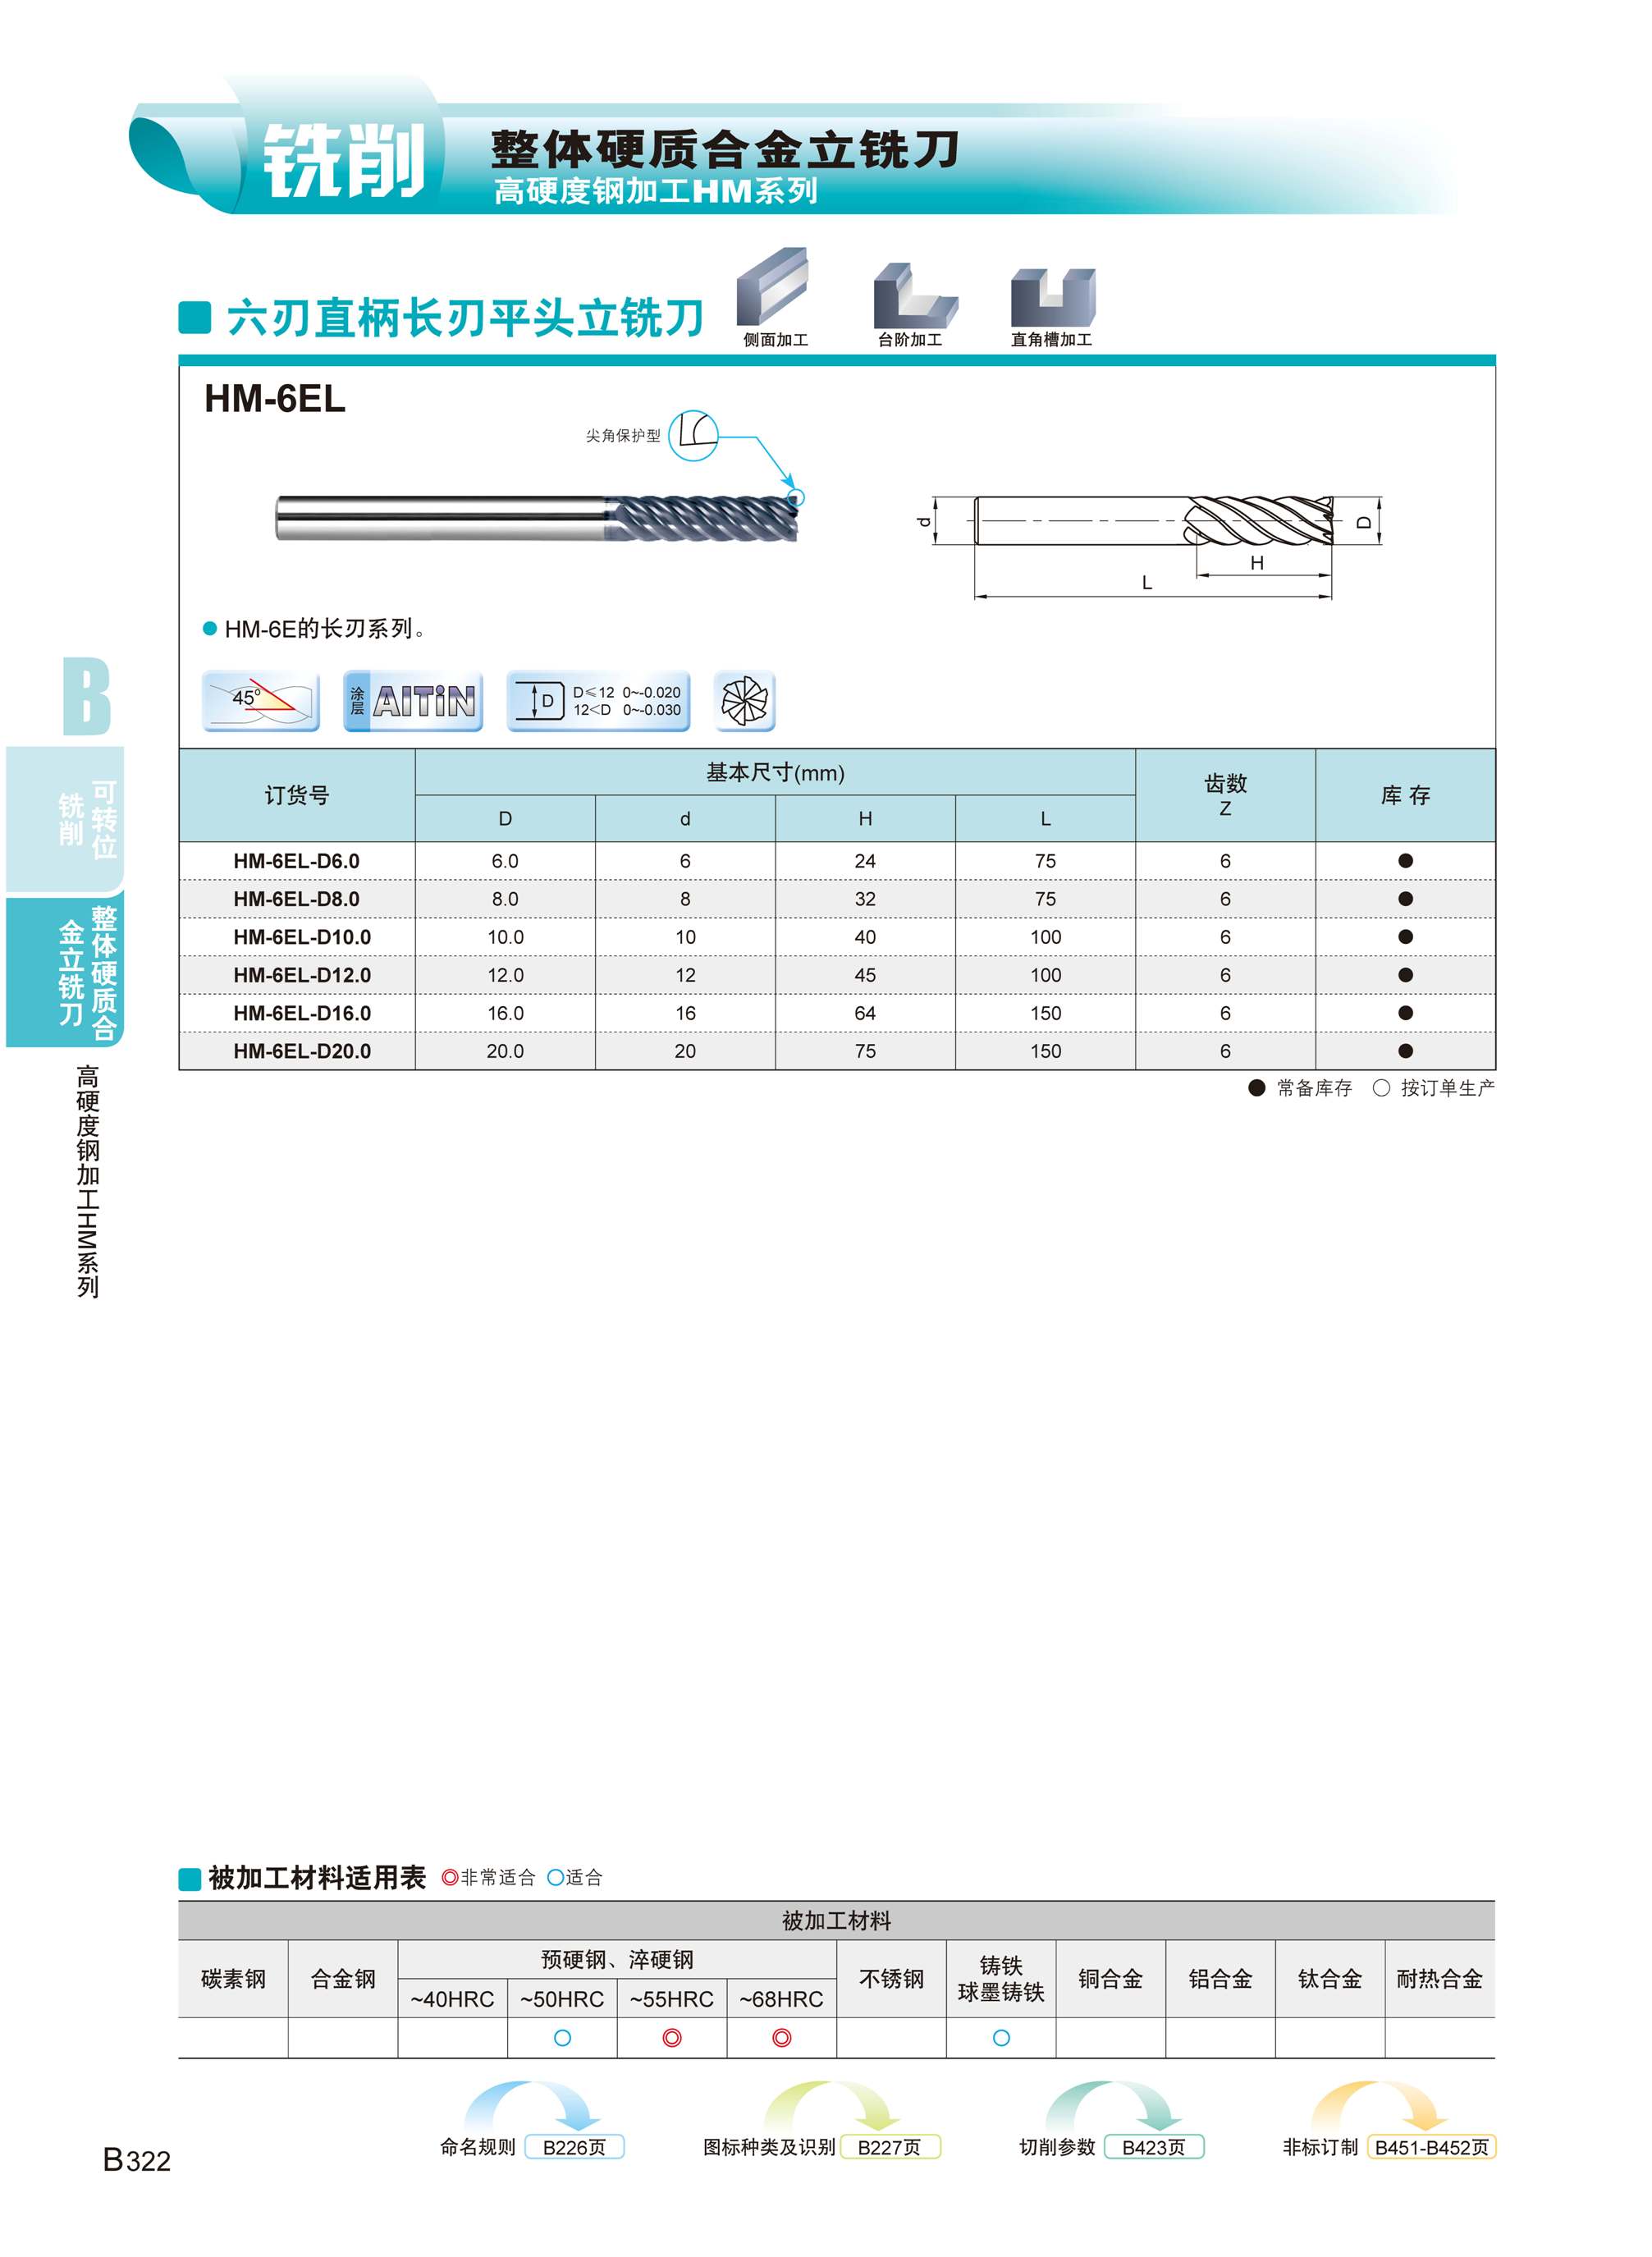 铣削
整体硬质合金立铣刀
高硬度钢加工HM系列
六刃直柄长刃平头立铣刀
侧面加工
台阶加工
直角槽加工
HM-6EL
尖角保护型
d
D
H
L
HM-6E的长刃系列。
45°
涂层
AlTiN
D
D≤12 0~-0.020
12<D 0~-0.030
订货号 基本尺寸(mm) 齿数 Z 库 存
D d H L
HM-6EL-D6.0 6.0 6 24 75 6 ●
HM-6EL-D8.0 8.0 8 32 75 6 ●
HM-6EL-D10.0 10.0 10 40 100 6 ●
HM-6EL-D12.0 12.0 12 45 100 6 ●
HM-6EL-D16.0 16.0 16 64 150 6 ●
HM-6EL-D20.0 20.0 20 75 150 6 ●
● 常备库存 ○ 按订单生产
B
可转位
铣削
整体硬质合
金立铣刀
高硬度钢加工HM系列
被加工材料适用表 ◎非常适合 ○适合
被加工材料
碳素钢 合金钢 预硬钢、淬硬钢 不锈钢 铸铁 球墨铸铁 铜合金 铝合金 钛合金 耐热合金
~40HRC ~50HRC ~55HRC ~68HRC
○ ◎ ◎ ○
命名规则 B226页
图标种类及识别 B227页
切削参数 B423页
非标订制 B451-B452页
B322